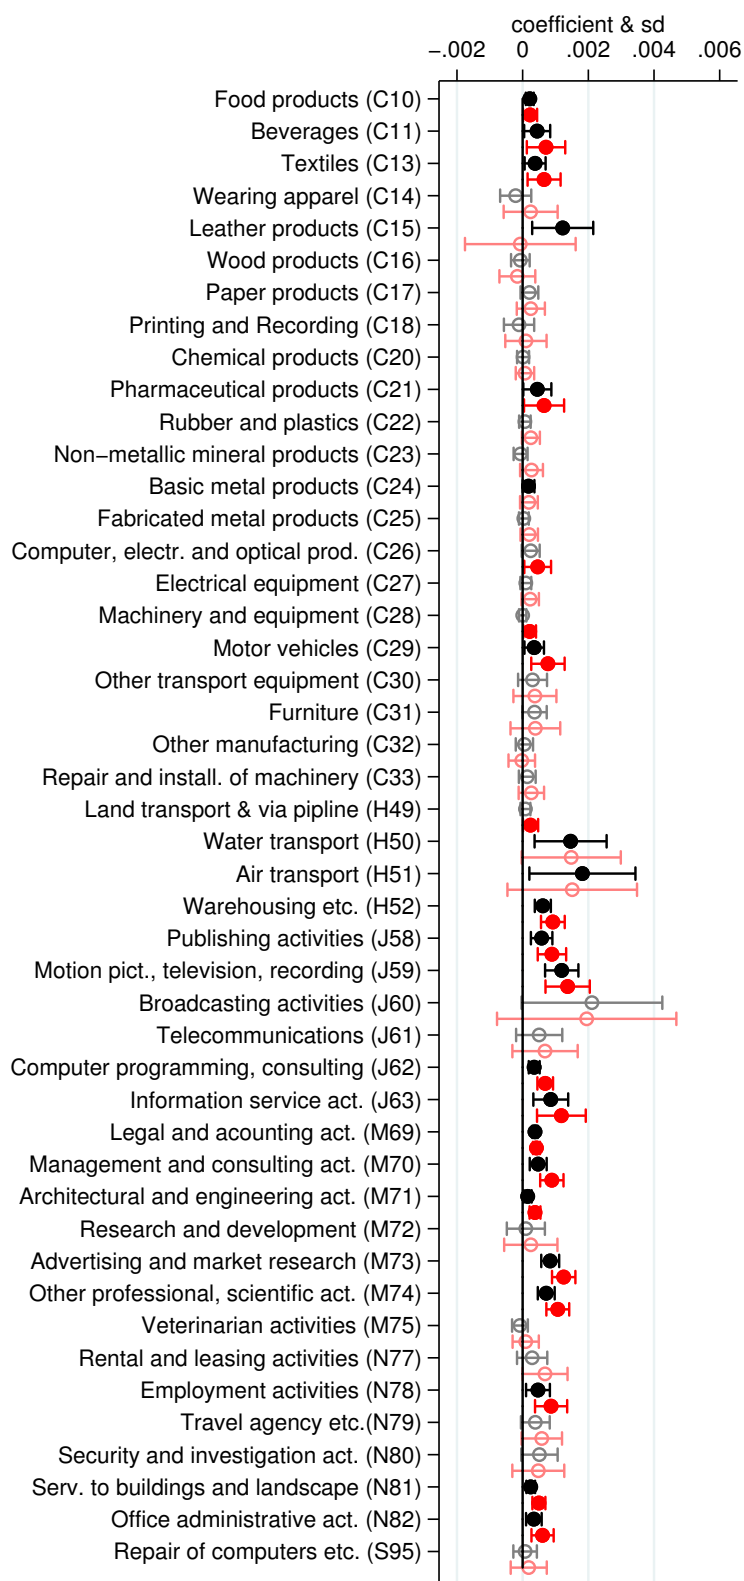 coefficient & sd
−.002 0 .002 .004 .006
Food products (C10)
Beverages (C11)
Textiles (C13)
Wearing apparel (C14)
Leather products (C15)
Wood products (C16)
Paper products (C17)
Printing and Recording (C18)
Chemical products (C20)
Pharmaceutical products (C21)
Rubber and plastics (C22)
Non−metallic mineral products (C23)
Basic metal products (C24)
Fabricated metal products (C25)
Computer, electr. and optical prod. (C26)
Electrical equipment (C27)
Machinery and equipment (C28)
Motor vehicles (C29)
Other transport equipment (C30)
Furniture (C31)
Other manufacturing (C32)
Repair and install. of machinery (C33)
Land transport & via pipline (H49)
Water transport (H50)
Air transport (H51)
Warehousing etc. (H52)
Publishing activities (J58)
Motion pict., television, recording (J59)
Broadcasting activities (J60)
Telecommunications (J61)
Computer programming, consulting (J62)
Information service act. (J63)
Legal and acounting act. (M69)
Management and consulting act. (M70)
Architectural and engineering act. (M71)
Research and development (M72)
Advertising and market research (M73)
Other professional, scientific act. (M74)
Veterinarian activities (M75)
Rental and leasing activities (N77)
Employment activities (N78)
Travel agency etc.(N79)
Security and investigation act. (N80)
Serv. to buildings and landscape (N81)
Office administrative act. (N82)
Repair of computers etc. (S95)